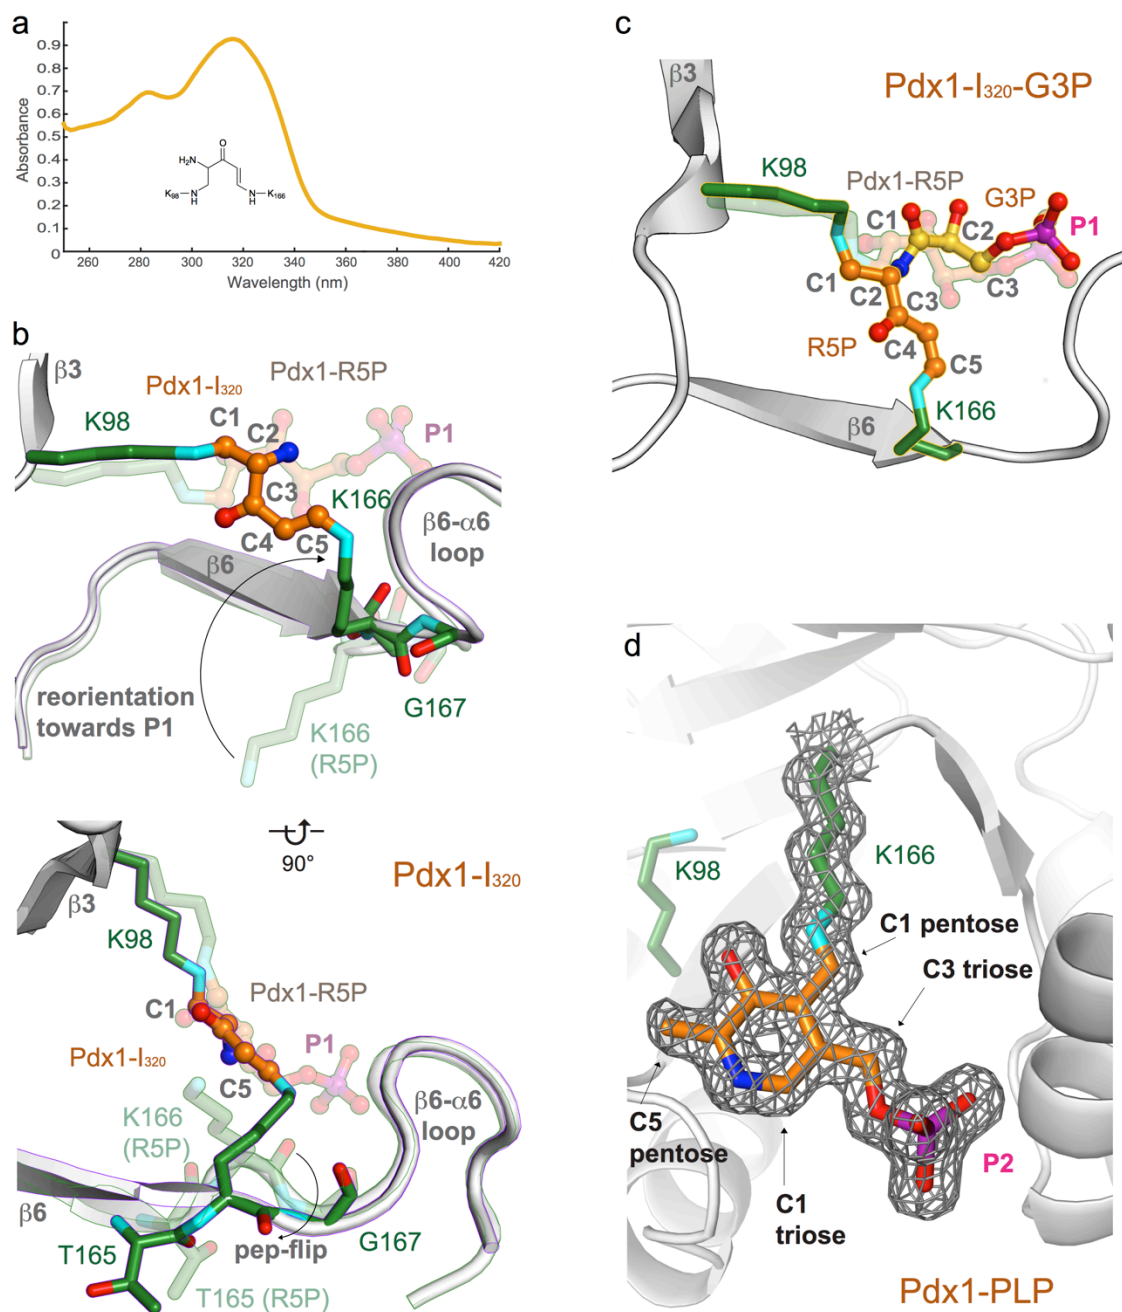 a
0.9
0.8
0.7
0.6
0.5
0.4
0.3
0.2
0.1
0
Absorbance
260 280 300 320 340 360 380 400 420
Wavelength (nm)
O
H₂N
K₉₈ N H
N H K₁₆₆
b
β3
Pdx1-I₃₂₀
Pdx1-R5P
K98
C1
C2
P1
C3
K166
C4
C5
β6-α6
loop
β6
reorientation
towards P1
G167
K166
(R5P)
90°
Pdx1-I₃₂₀
β3
K98
Pdx1-R5P
C1
P1
Pdx1-I₃₂₀
C5
K166
(R5P)
β6-α6
loop
β6
T165
pep-flip
G167
T165 (R5P)
c
β3
Pdx1-I₃₂₀-G3P
K98
Pdx1-R5P
G3P
C1
C2
P1
C1
C2
C3
C3
R5P
C4
C5
K166
β6
d
K98
K166
C1 pentose
C3 triose
C5
pentose
P2
C1
triose
Pdx1-PLP